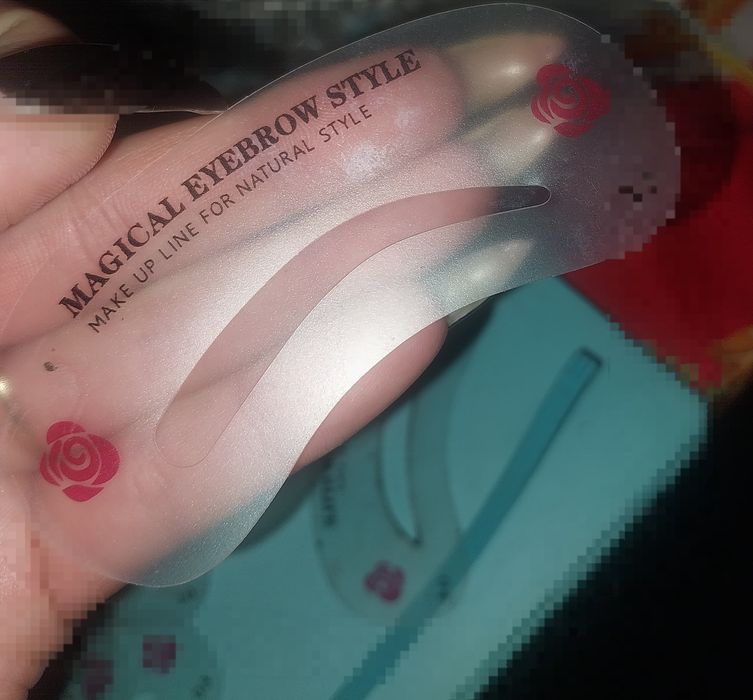 MAGICAL EYEBROW STYLE
MAKE UP LINE FOR NATURAL STYLE